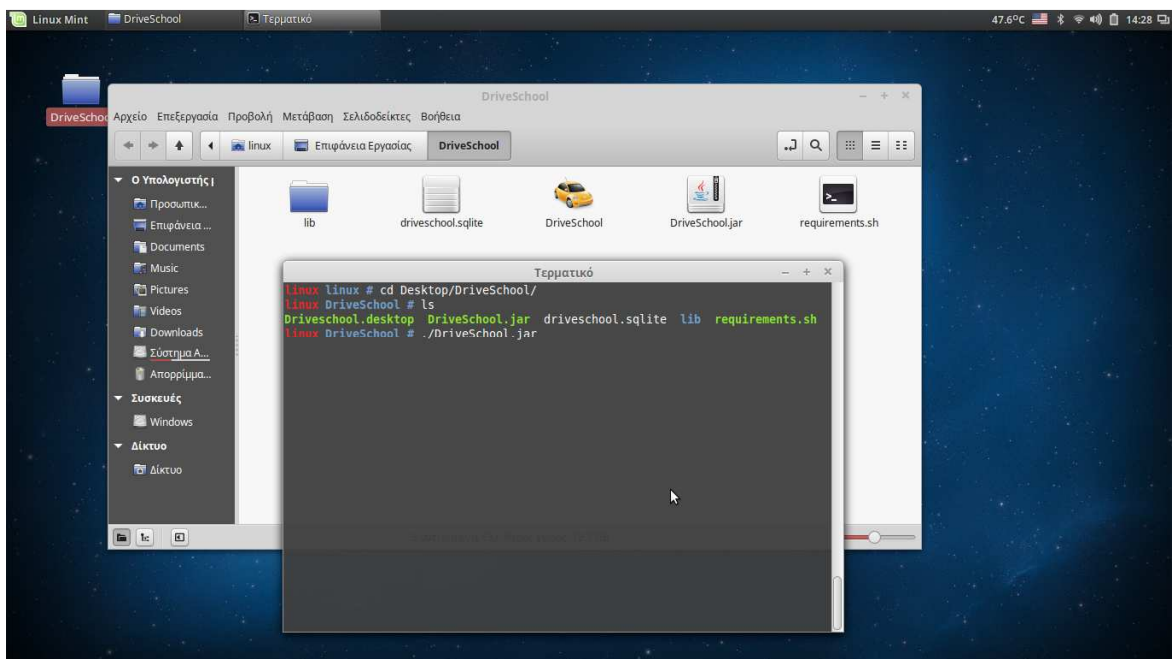 Linux Mint DriveSchool Τερματικό 47.6°C 14:28
DriveSchoo
DriveSchool
Αρχείο Επεξεργασία Προβολή Μετάβαση Σελιδοδείκτες Βοήθεια
linux Επιφάνεια Εργασίας DriveSchool
Ο Υπολογιστής
Προσωπικ...
Επιφάνεια ...
Documents
Music
Pictures
Videos
Downloads
Σύστημα Α...
Απορρίμμα...
Συσκευές
Windows
Δίκτυο
Δίκτυο
lib driveschool.sqlite DriveSchool DriveSchool.jar requirements.sh
Τερματικό
linux linux # cd Desktop/DriveSchool/
linux DriveSchool # ls
Driveschool.desktop DriveSchool.jar driveschool.sqlite lib requirements.sh
linux DriveSchool # ./DriveSchool.jar